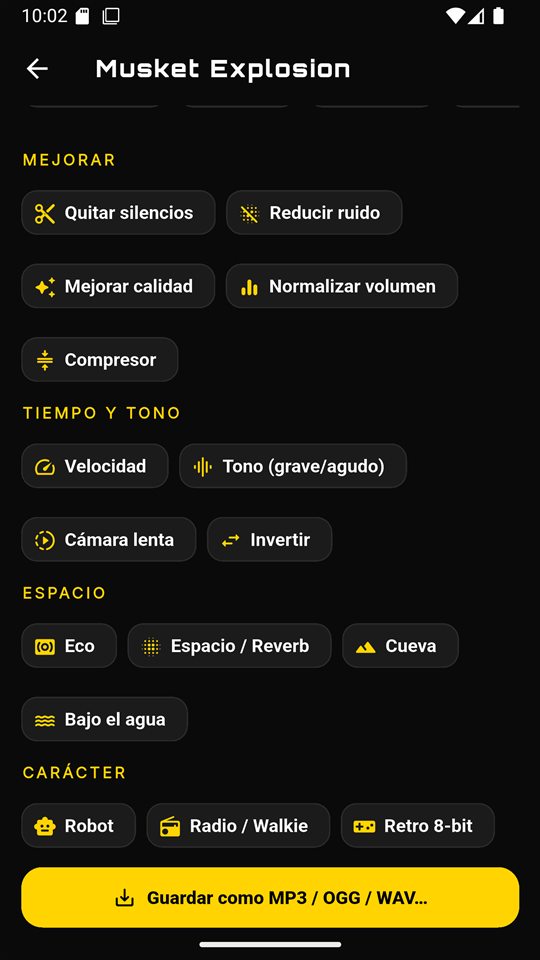 10:02
Musket Explosion
MEJORAR
Quitar silencios
Reducir ruido
Mejorar calidad
Normalizar volumen
Compresor
TIEMPO Y TONO
Velocidad
Tono (grave/agudo)
Cámara lenta
Invertir
ESPACIO
Eco
Espacio / Reverb
Cueva
Bajo el agua
CARÁCTER
Robot
Radio / Walkie
Retro 8-bit
Guardar como MP3 / OGG / WAV...